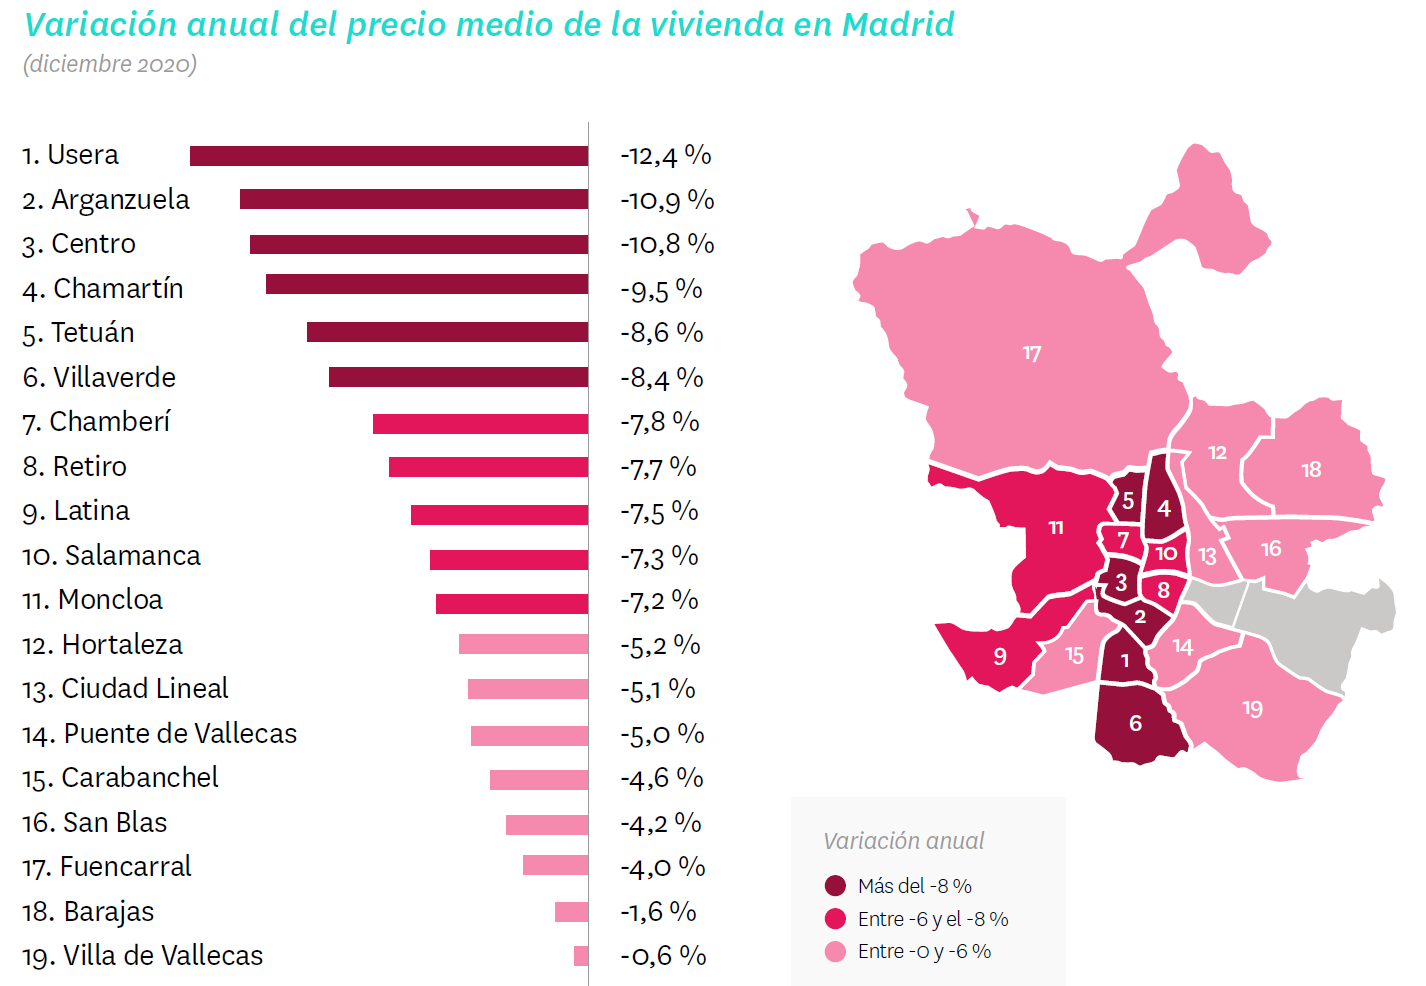 Variación anual del precio medio de la vivienda en Madrid
(diciembre 2020)
1. Usera -12,4 %
2. Arganzuela -10,9 %
3. Centro -10,8 %
4. Chamartín -9,5 %
5. Tetuán -8,6 %
6. Villaverde -8,4 %
7. Chamberí -7,8 %
8. Retiro -7,7 %
9. Latina -7,5 %
10. Salamanca -7,3 %
11. Moncloa -7,2 %
12. Hortaleza -5,2 %
13. Ciudad Lineal -5,1 %
14. Puente de Vallecas -5,0 %
15. Carabanchel -4,6 %
16. San Blas -4,2 %
17. Fuencarral -4,0 %
18. Barajas -1,6 %
19. Villa de Vallecas -0,6 %
17
12
18
5
4
11
7
10
13
16
3
8
2
14
9
15
1
19
6
Variación anual
Más del -8 %
Entre -6 y el -8 %
Entre -0 y -6 %